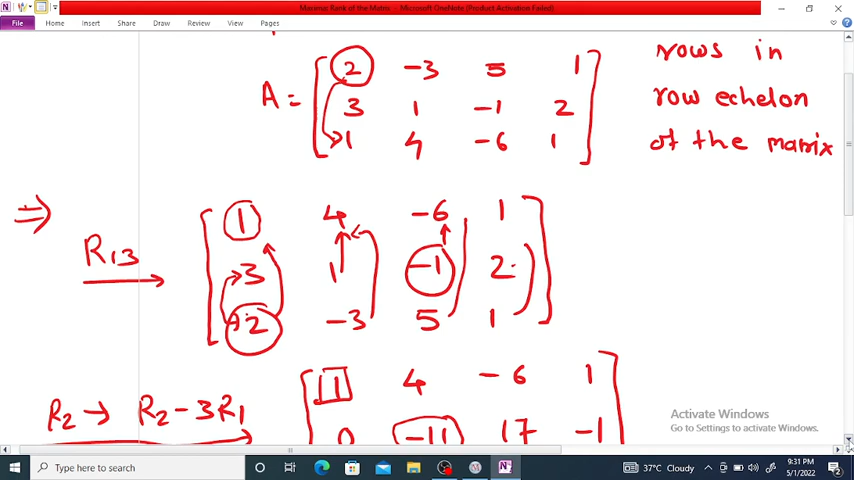 Maximic Rank of the Matrix - Microsoft OneNote (Product Activation Failed)
File Home Insert Share Draw Review View Pages
rows in
row echelon
of the matrix
A = [ 2 -3 5 1
3 1 -1 2
1 4 -6 1 ]
⇒
R13
[ 1 4 -6 1
3 1 -1 2
2 -3 5 1 ]
R2 → R2 - 3R1
[ 1 4 -6 1
0 -11 17 -1
Activate Windows
Go to Settings to activate Windows.
Type here to search
37°C Cloudy
9:31 PM
5/1/2022